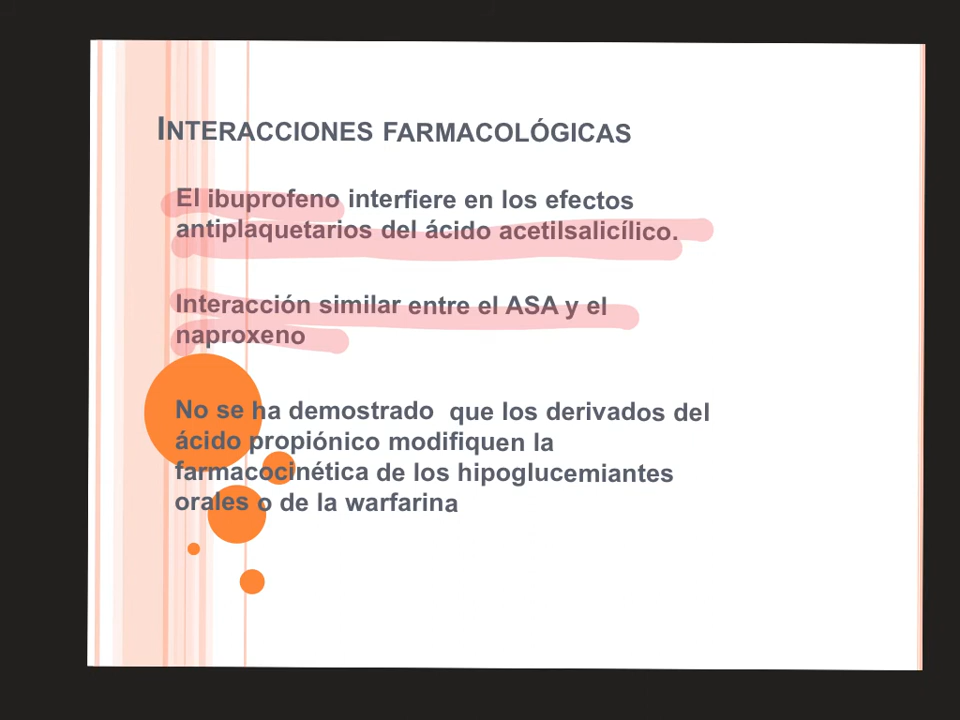 INTERACCIONES FARMACOLÓGICAS
El ibuprofeno interfiere en los efectos
antiplaquetarios del ácido acetilsalicílico.
Interacción similar entre el ASA y el
naproxeno
No se ha demostrado que los derivados del
ácido propiónico modifiquen la
farmacocinética de los hipoglucemiantes
orales o de la warfarina